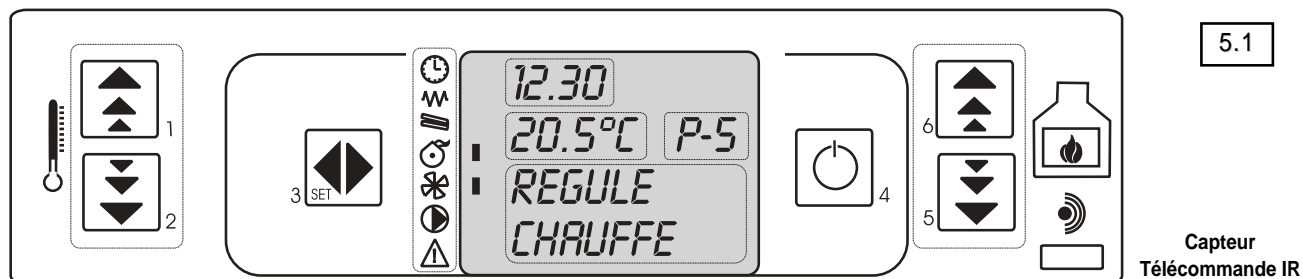 5.1
12.30
1
6
20.5°C P-5
3 SET
4
REGULE
2
5
CHAUFFE
Capteur
Télécommande IR